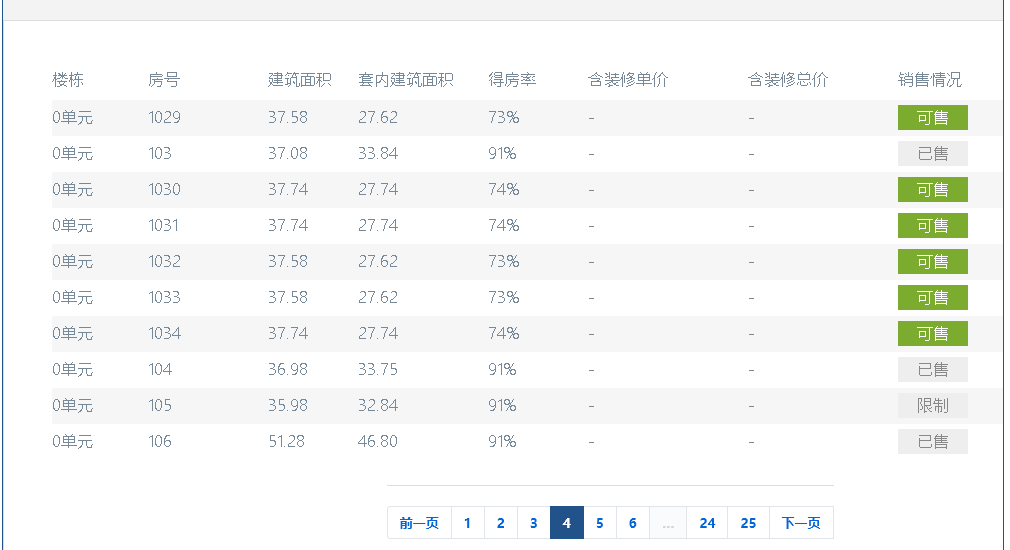 楼栋 房号 建筑面积 套内建筑面积 得房率 含装修单价 含装修总价 销售情况
0单元 1029 37.58 27.62 73% - - 可售
0单元 103 37.08 33.84 91% - - 已售
0单元 1030 37.74 27.74 74% - - 可售
0单元 1031 37.74 27.74 74% - - 可售
0单元 1032 37.58 27.62 73% - - 可售
0单元 1033 37.58 27.62 73% - - 可售
0单元 1034 37.74 27.74 74% - - 可售
0单元 104 36.98 33.75 91% - - 已售
0单元 105 35.98 32.84 91% - - 限制
0单元 106 51.28 46.80 91% - - 已售
前一页 1 2 3 4 5 6 ... 24 25 下一页